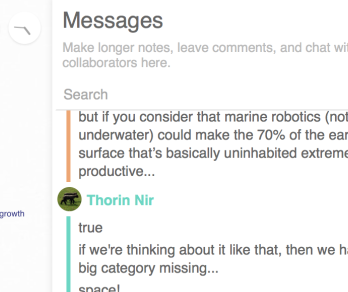 Messages
Make longer notes, leave comments, and chat wi
collaborators here.
Search
but if you consider that marine robotics (not
underwater) could make the 70% of the ear
surface that's basically uninhabited extreme
productive...
Thorin Nir
growth
true
if we're thinking about it like that, then we h
big category missing...
space!